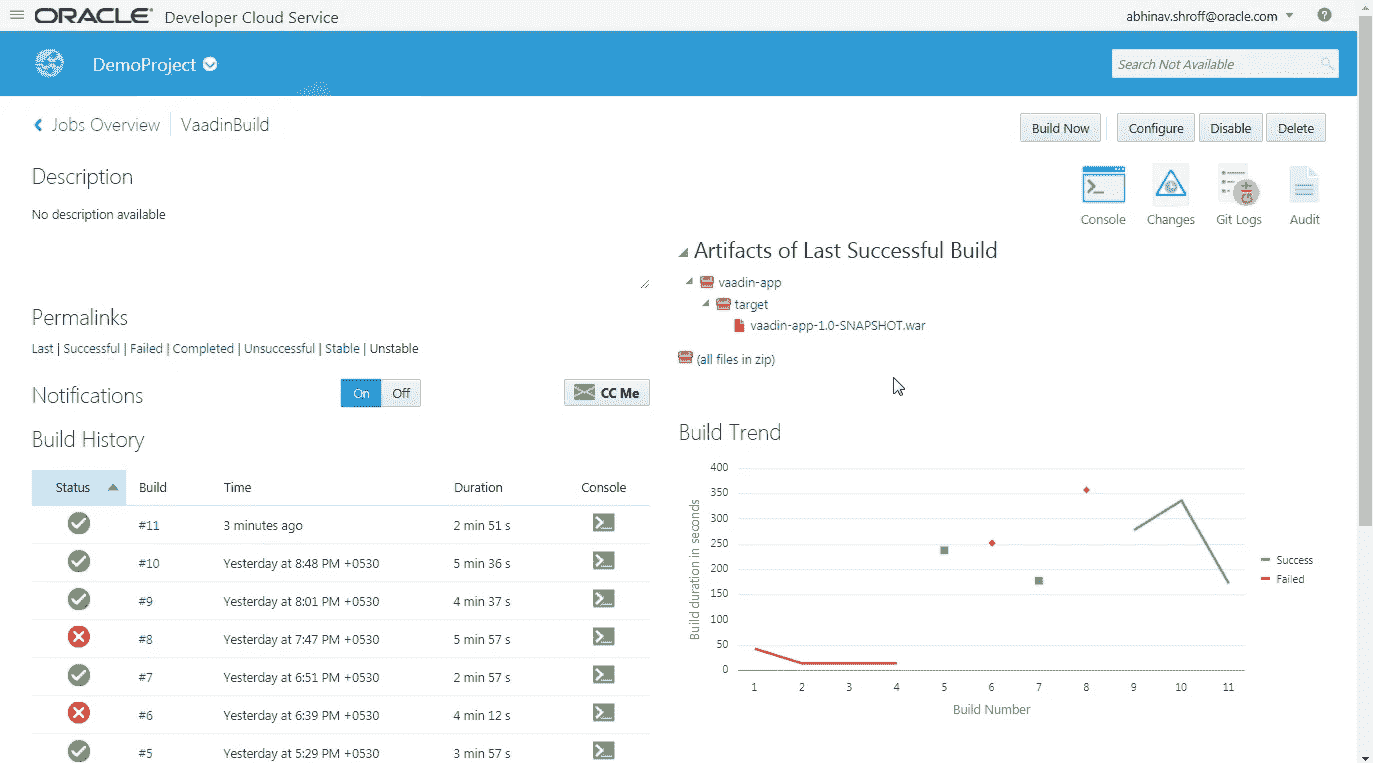 ORACLE® Developer Cloud Service
abhinav.shroff@oracle.com
?
DemoProject
Search Not Available
Jobs Overview
VaadinBuild
Build Now
Configure
Disable
Delete
Description
No description available
Console
Changes
Git Logs
Audit
Artifacts of Last Successful Build
vaadin-app
target
vaadin-app-1.0-SNAPSHOT.war
(all files in zip)
Permalinks
Last | Successful | Failed | Completed | Unsuccessful | Stable | Unstable
Notifications
On
Off
CC Me
Build History
Status Build Time Duration Console
#11 3 minutes ago 2 min 51 s
#10 Yesterday at 8:48 PM +0530 5 min 36 s
#9 Yesterday at 8:01 PM +0530 4 min 37 s
#8 Yesterday at 7:47 PM +0530 5 min 57 s
#7 Yesterday at 6:51 PM +0530 2 min 57 s
#6 Yesterday at 6:39 PM +0530 4 min 12 s
#5 Yesterday at 5:29 PM +0530 3 min 57 s
Build Trend
Build duration in seconds
400
350
300
250
200
150
100
50
0
1 2 3 4 5 6 7 8 9 10 11
Build Number
Success
Failed